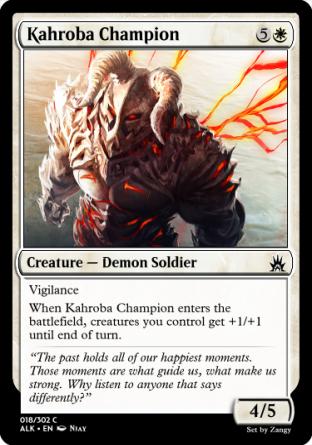 Kahroba Champion 5
Creature — Demon Soldier
Vigilance
When Kahroba Champion enters the
battlefield, creatures you control get +1/+1
until end of turn.
“The past holds all of our happiest moments.
Those moments are what guide us, what make us
strong. Why listen to anyone that says
differently?”
4/5
018/302 C
ALK • EN Niay
Set by Zangy